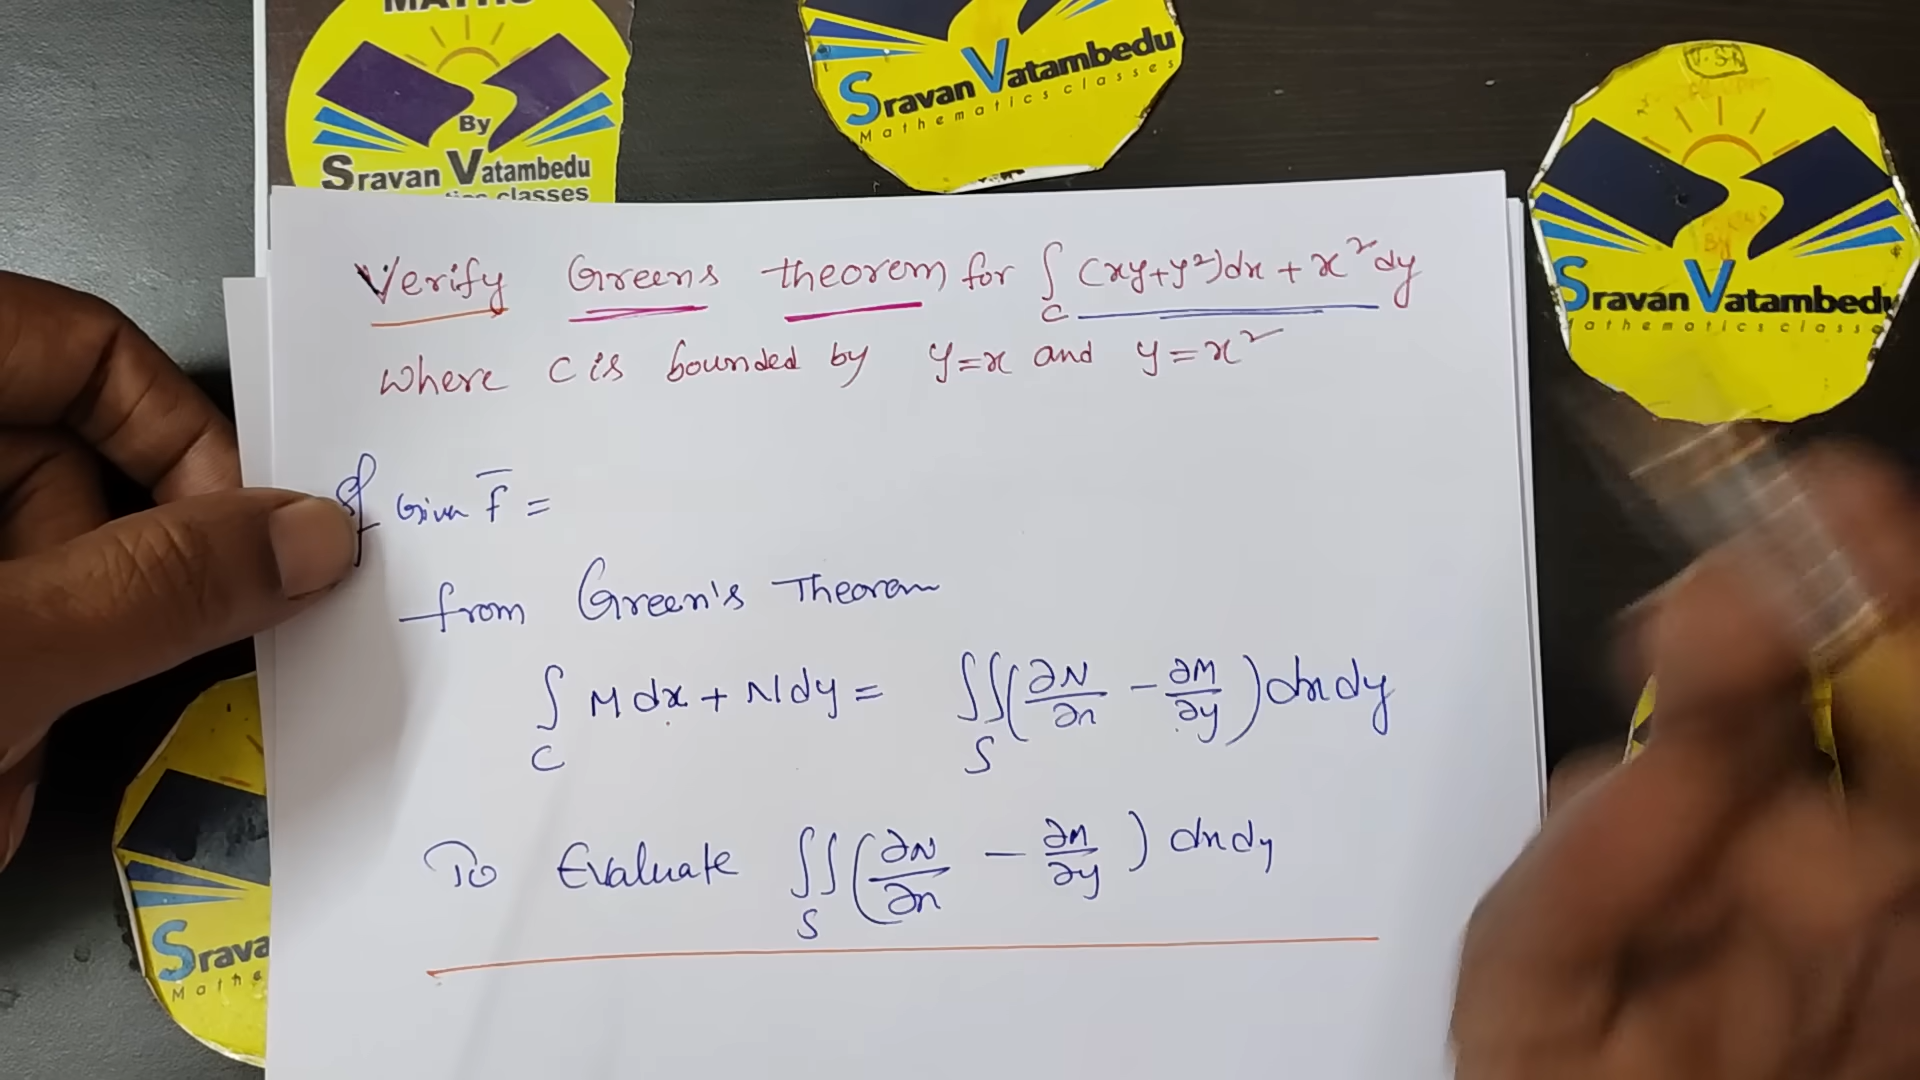 MATHS
By
Sravan Vatambedu
classes
Sravan Vatambedu
Mathematics classes
V.S.R
By
Sravan Vatambedu
athematics classe
Verify Greens theorem for ∫_C (xy+y²)dx + x²dy
where C is bounded by y=x and y=x²
Given f̅ =
from Green's Theorem
∫_C M dx + N dy = ∬_S (∂N/∂x − ∂M/∂y) dx dy
To Evaluate ∬_S (∂N/∂x − ∂M/∂y) dx dy
Srava
Mathe